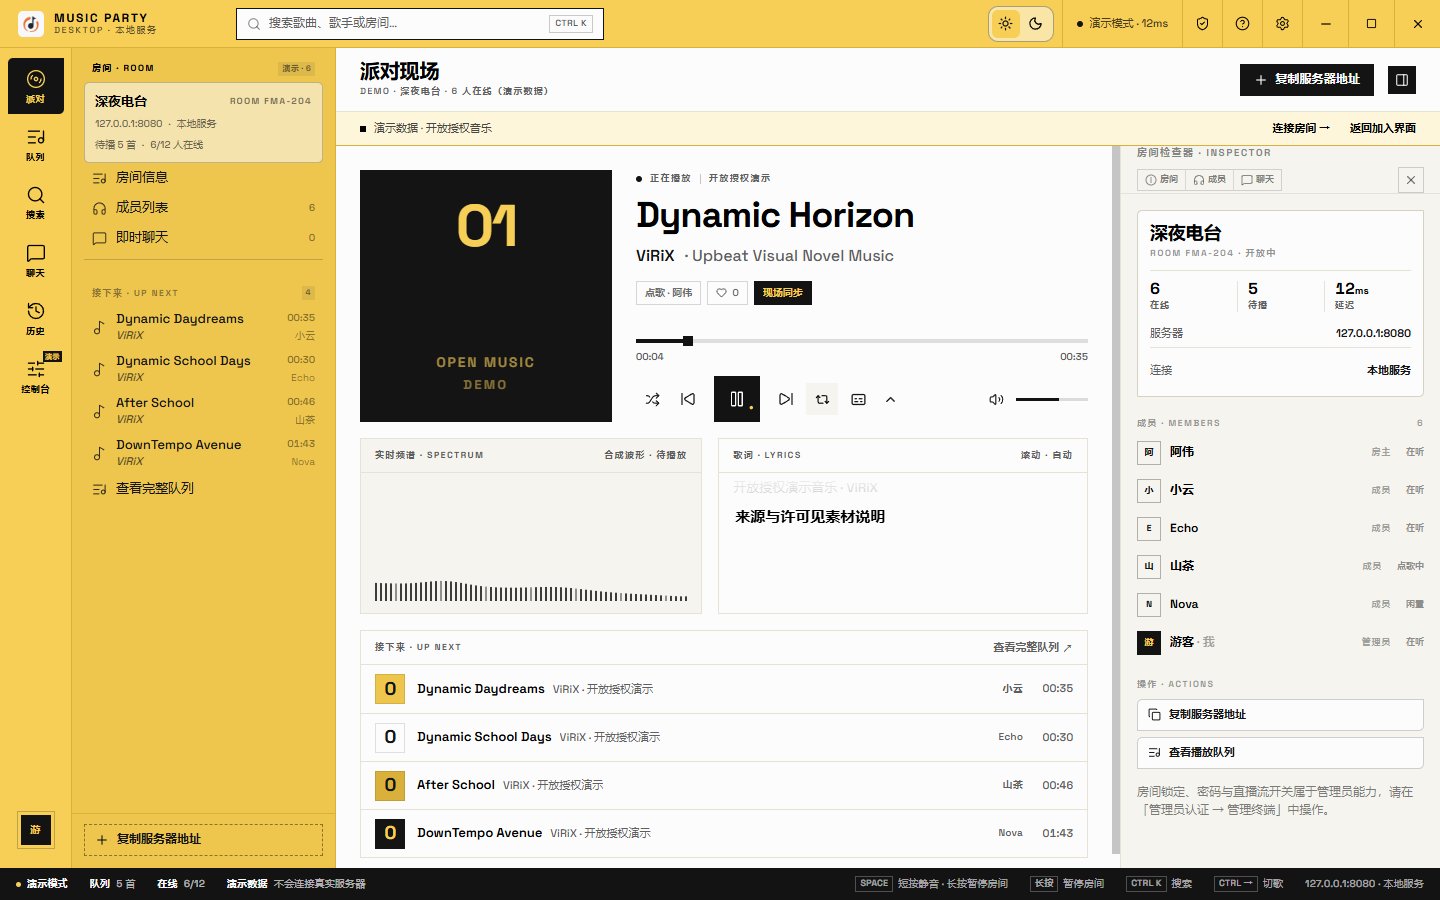 MUSIC PARTY
DESKTOP · 本地服务
搜索歌曲、歌手或房间...
CTRL K
演示模式 · 12ms
派对
队列
搜索
聊天
历史
演示
控制台
游
房间 · ROOM
演示 · 6
深夜电台
ROOM FMA-204
127.0.0.1:8080 · 本地服务
待播 5 首 · 6/12 人在线
房间信息
成员列表
6
即时聊天
0
接下来 · UP NEXT
4
Dynamic Daydreams
00:35
ViRiX
小云
Dynamic School Days
00:30
ViRiX
Echo
After School
00:46
ViRiX
山茶
DownTempo Avenue
01:43
ViRiX
Nova
查看完整队列
复制服务器地址
派对现场
DEMO · 深夜电台 · 6 人在线（演示数据）
复制服务器地址
演示数据 · 开放授权音乐
连接房间 →
返回加入界面
01
OPEN MUSIC
DEMO
正在播放
开放授权演示
Dynamic Horizon
ViRiX · Upbeat Visual Novel Music
点歌 · 阿伟
0
现场同步
00:04
00:35
实时频谱 · SPECTRUM
合成波形 · 待播放
歌词 · LYRICS
滚动 · 自动
开放授权演示音乐 · ViRiX
来源与许可见素材说明
接下来 · UP NEXT
查看完整队列 ↗
0
Dynamic Daydreams ViRiX · 开放授权演示
小云
00:35
0
Dynamic School Days ViRiX · 开放授权演示
Echo
00:30
0
After School ViRiX · 开放授权演示
山茶
00:46
0
DownTempo Avenue ViRiX · 开放授权演示
Nova
01:43
房间检查器 · INSPECTOR
房间
成员
聊天
深夜电台
ROOM FMA-204 · 开放中
6
在线
5
待播
12ms
延迟
服务器
127.0.0.1:8080
连接
本地服务
成员 · MEMBERS
6
阿
阿伟
房主
在听
小
小云
成员
在听
E
Echo
成员
在听
山
山茶
成员
点歌中
N
Nova
成员
闲置
游
游客 · 我
管理员
在听
操作 · ACTIONS
复制服务器地址
查看播放队列
房间锁定、密码与直播流开关属于管理员能力，请在
「管理员认证 → 管理终端」中操作。
演示模式
队列 5 首
在线 6/12
演示数据 不会连接真实服务器
SPACE 短按静音 · 长按暂停房间
长按 暂停房间
CTRL K 搜索
CTRL → 切歌
127.0.0.1:8080 · 本地服务